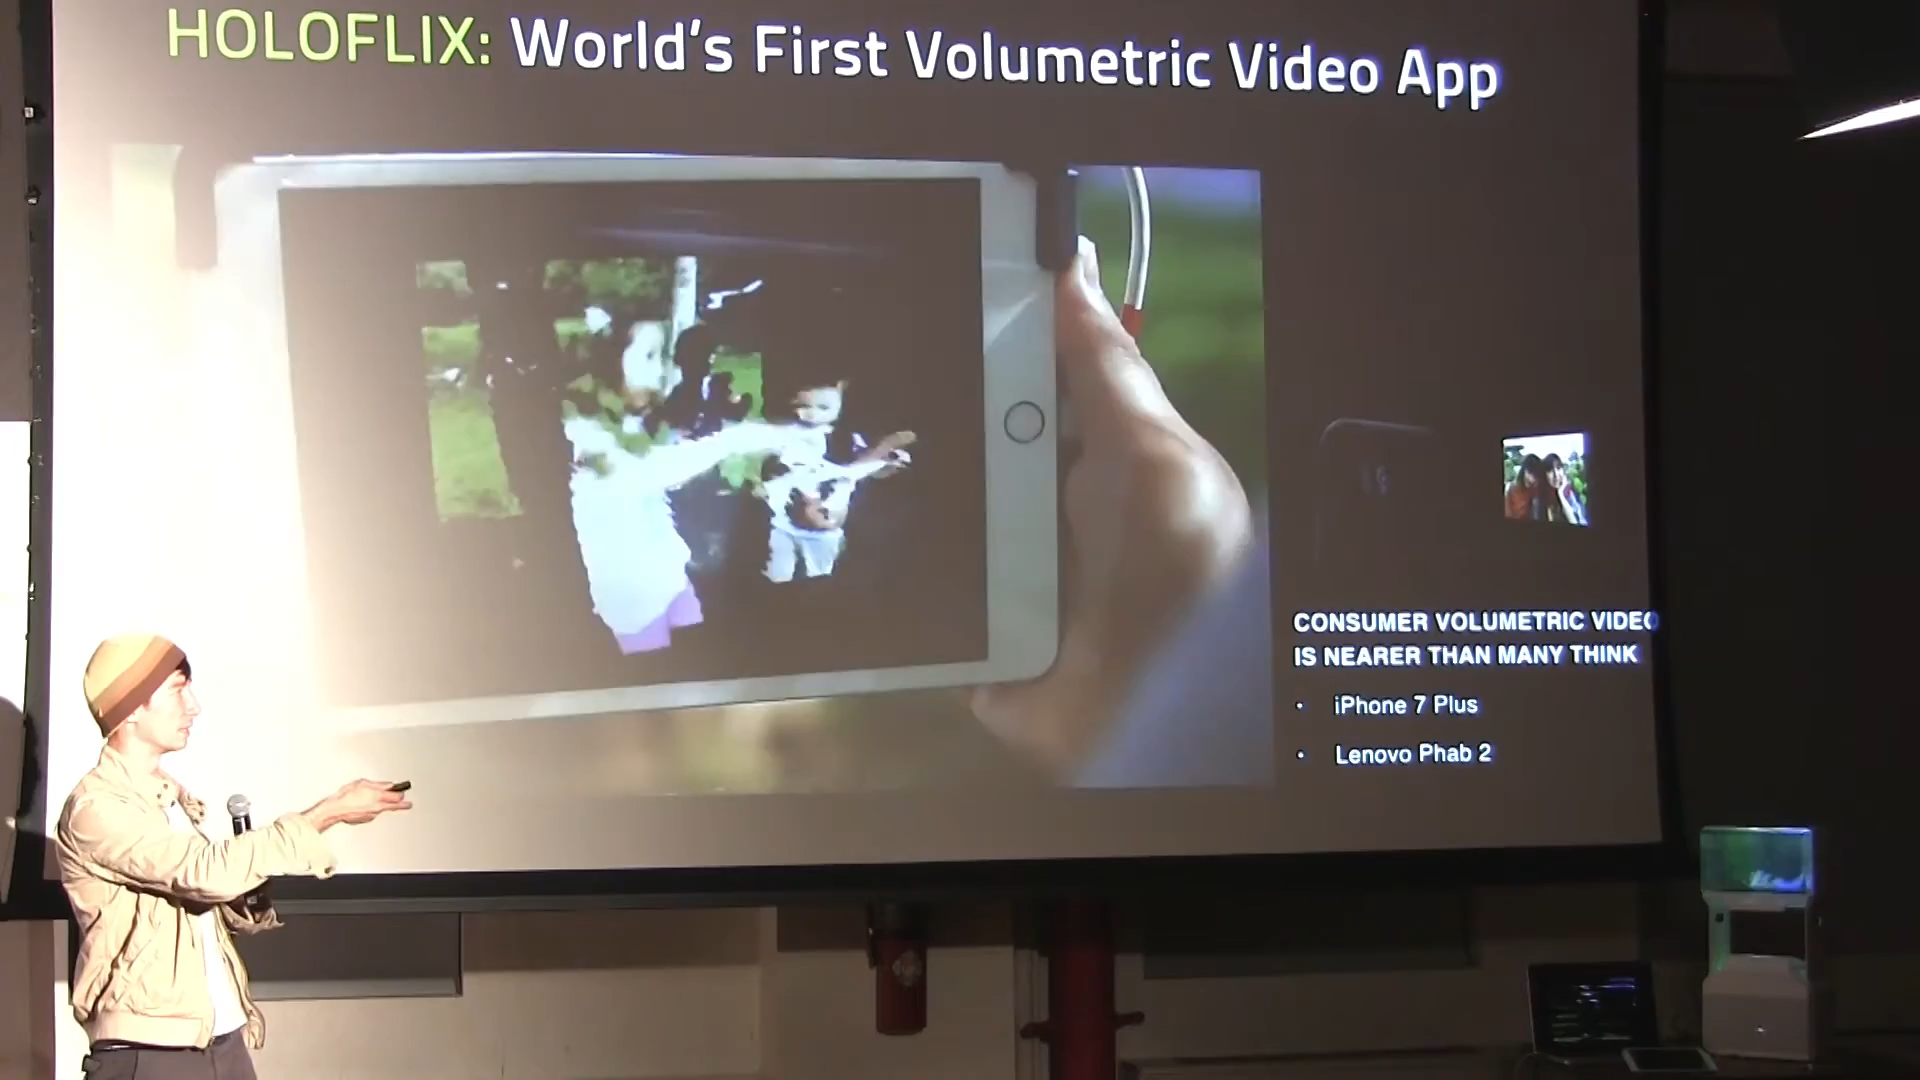 HOLOFLIX: World's First Volumetric Video App
CONSUMER VOLUMETRIC VIDEO
IS NEARER THAN MANY THINK
• iPhone 7 Plus
• Lenovo Phab 2